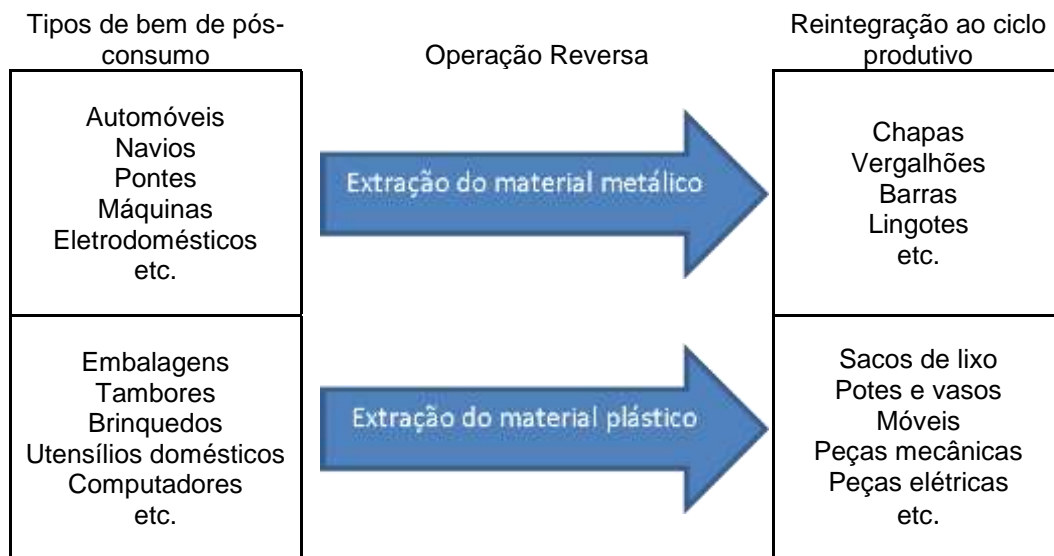 Tipos de bem de pós-
consumo
Operação Reversa
Reintegração ao ciclo
produtivo
Automóveis
Navios
Pontes
Máquinas
Eletrodomésticos
etc.
Extração do material metálico
Chapas
Vergalhões
Barras
Lingotes
etc.
Embalagens
Tambores
Brinquedos
Utensílios domésticos
Computadores
etc.
Extração do material plástico
Sacos de lixo
Potes e vasos
Móveis
Peças mecânicas
Peças elétricas
etc.